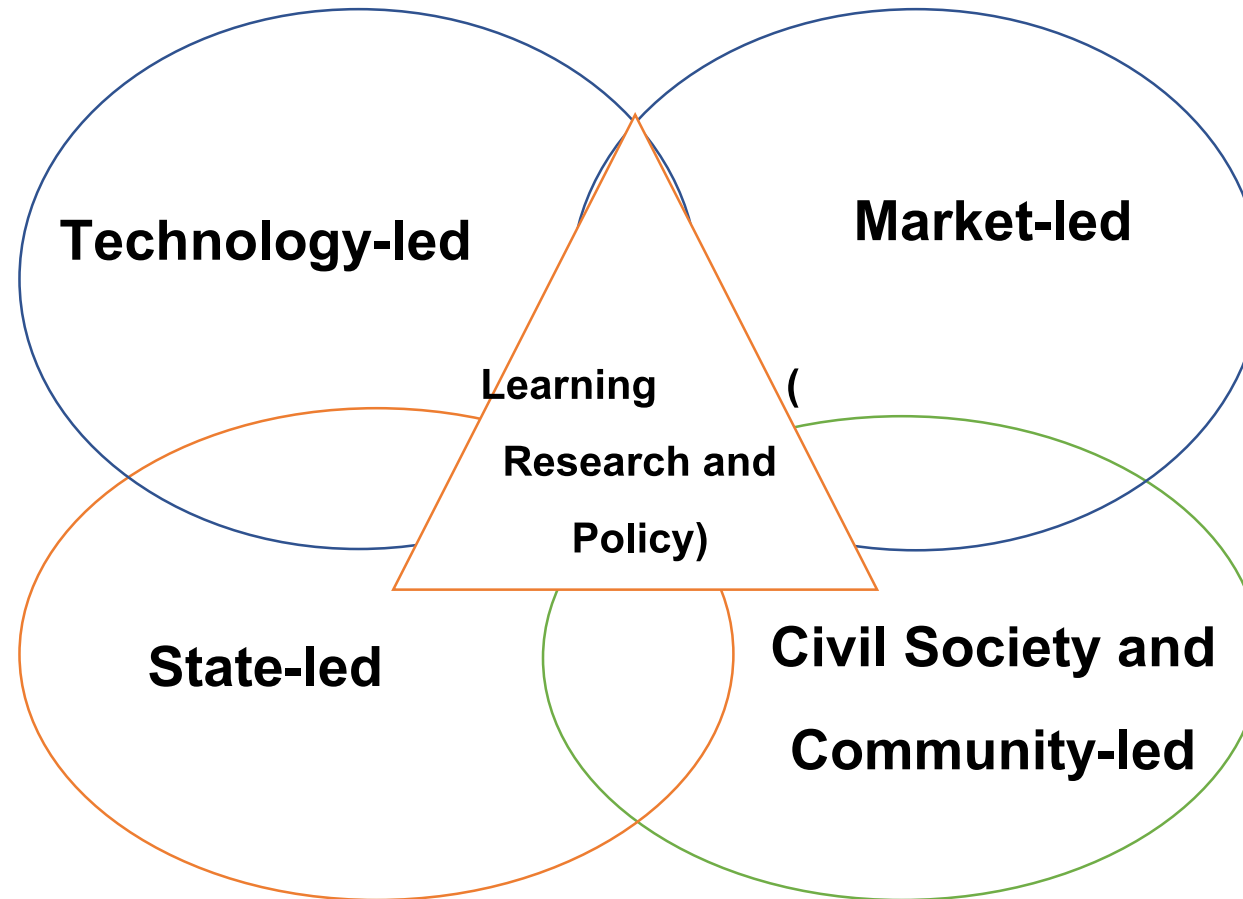 Technology-led
Market-led
Learning (
Research and
Policy)
State-led
Civil Society and
Community-led